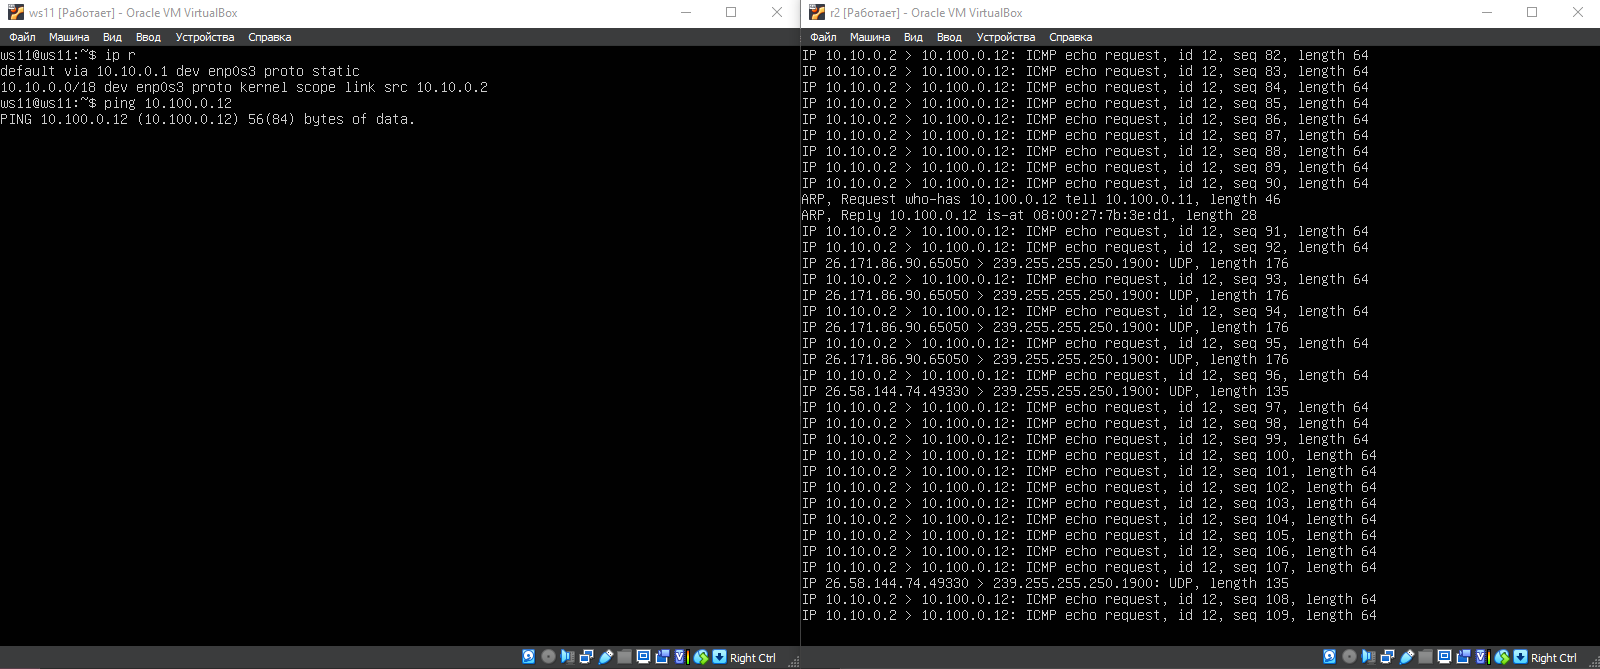 ws11 [Работает] - Oracle VM VirtualBox
Файл Машина Вид Ввод Устройства Справка
ws11@ws11:~$ ip r
default via 10.10.0.1 dev enp0s3 proto static
10.10.0.0/18 dev enp0s3 proto kernel scope link src 10.10.0.2
ws11@ws11:~$ ping 10.100.0.12
PING 10.100.0.12 (10.100.0.12) 56(84) bytes of data.
Right Ctrl
r2 [Работает] - Oracle VM VirtualBox
Файл Машина Вид Ввод Устройства Справка
IP 10.10.0.2 > 10.100.0.12: ICMP echo request, id 12, seq 82, length 64
IP 10.10.0.2 > 10.100.0.12: ICMP echo request, id 12, seq 83, length 64
IP 10.10.0.2 > 10.100.0.12: ICMP echo request, id 12, seq 84, length 64
IP 10.10.0.2 > 10.100.0.12: ICMP echo request, id 12, seq 85, length 64
IP 10.10.0.2 > 10.100.0.12: ICMP echo request, id 12, seq 86, length 64
IP 10.10.0.2 > 10.100.0.12: ICMP echo request, id 12, seq 87, length 64
IP 10.10.0.2 > 10.100.0.12: ICMP echo request, id 12, seq 88, length 64
IP 10.10.0.2 > 10.100.0.12: ICMP echo request, id 12, seq 89, length 64
IP 10.10.0.2 > 10.100.0.12: ICMP echo request, id 12, seq 90, length 64
ARP, Request who-has 10.100.0.12 tell 10.100.0.11, length 46
ARP, Reply 10.100.0.12 is-at 08:00:27:7b:3e:d1, length 28
IP 10.10.0.2 > 10.100.0.12: ICMP echo request, id 12, seq 91, length 64
IP 10.10.0.2 > 10.100.0.12: ICMP echo request, id 12, seq 92, length 64
IP 26.171.86.90.65050 > 239.255.255.250.1900: UDP, length 176
IP 10.10.0.2 > 10.100.0.12: ICMP echo request, id 12, seq 93, length 64
IP 26.171.86.90.65050 > 239.255.255.250.1900: UDP, length 176
IP 10.10.0.2 > 10.100.0.12: ICMP echo request, id 12, seq 94, length 64
IP 26.171.86.90.65050 > 239.255.255.250.1900: UDP, length 176
IP 10.10.0.2 > 10.100.0.12: ICMP echo request, id 12, seq 95, length 64
IP 26.171.86.90.65050 > 239.255.255.250.1900: UDP, length 176
IP 10.10.0.2 > 10.100.0.12: ICMP echo request, id 12, seq 96, length 64
IP 26.58.144.74.49330 > 239.255.255.250.1900: UDP, length 135
IP 10.10.0.2 > 10.100.0.12: ICMP echo request, id 12, seq 97, length 64
IP 10.10.0.2 > 10.100.0.12: ICMP echo request, id 12, seq 98, length 64
IP 10.10.0.2 > 10.100.0.12: ICMP echo request, id 12, seq 99, length 64
IP 10.10.0.2 > 10.100.0.12: ICMP echo request, id 12, seq 100, length 64
IP 10.10.0.2 > 10.100.0.12: ICMP echo request, id 12, seq 101, length 64
IP 10.10.0.2 > 10.100.0.12: ICMP echo request, id 12, seq 102, length 64
IP 10.10.0.2 > 10.100.0.12: ICMP echo request, id 12, seq 103, length 64
IP 10.10.0.2 > 10.100.0.12: ICMP echo request, id 12, seq 104, length 64
IP 10.10.0.2 > 10.100.0.12: ICMP echo request, id 12, seq 105, length 64
IP 10.10.0.2 > 10.100.0.12: ICMP echo request, id 12, seq 106, length 64
IP 10.10.0.2 > 10.100.0.12: ICMP echo request, id 12, seq 107, length 64
IP 26.58.144.74.49330 > 239.255.255.250.1900: UDP, length 135
IP 10.10.0.2 > 10.100.0.12: ICMP echo request, id 12, seq 108, length 64
IP 10.10.0.2 > 10.100.0.12: ICMP echo request, id 12, seq 109, length 64
Right Ctrl